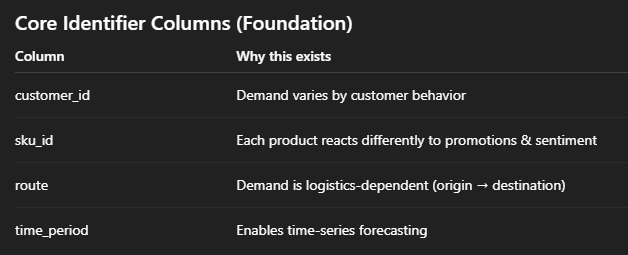 Core Identifier Columns (Foundation)
Column Why this exists
customer_id Demand varies by customer behavior
sku_id Each product reacts differently to promotions & sentiment
route Demand is logistics-dependent (origin → destination)
time_period Enables time-series forecasting